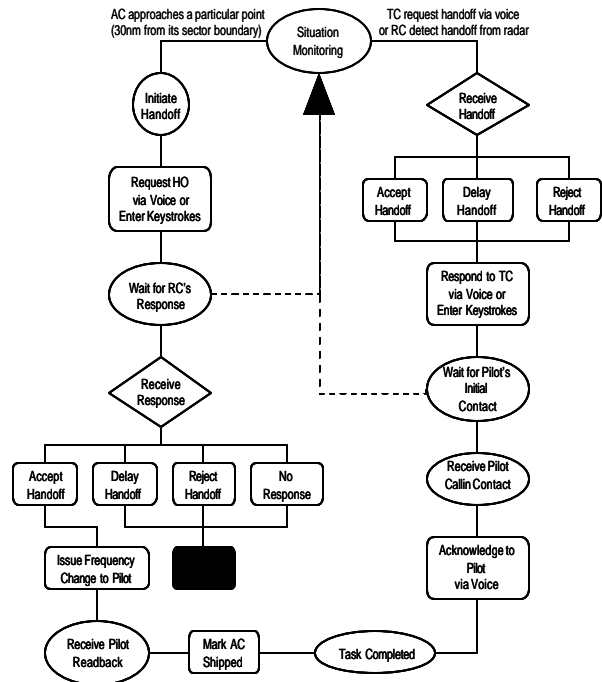 AC approaches a particular point
(30nm from its sector boundary)
Situation
Monitoring
TC request handoff via voice
or RC detect handoff from radar
Initiate
Handoff
Receive
Handoff
Request HO
via Voice or
Enter Keystrokes
Accept
Handoff
Delay
Handoff
Reject
Handoff
Wait for RC's
Response
Respond to TC
via Voice or
Enter Keystrokes
Receive
Response
Wait for Pilot's
Initial
Contact
Accept
Handoff
Delay
Handoff
Reject
Handoff
No
Response
Receive Pilot
Callin Contact
Issue Frequency
Change to Pilot
Acknowledge to
Pilot
via Voice
Receive Pilot
Readback
Mark AC
Shipped
Task Completed